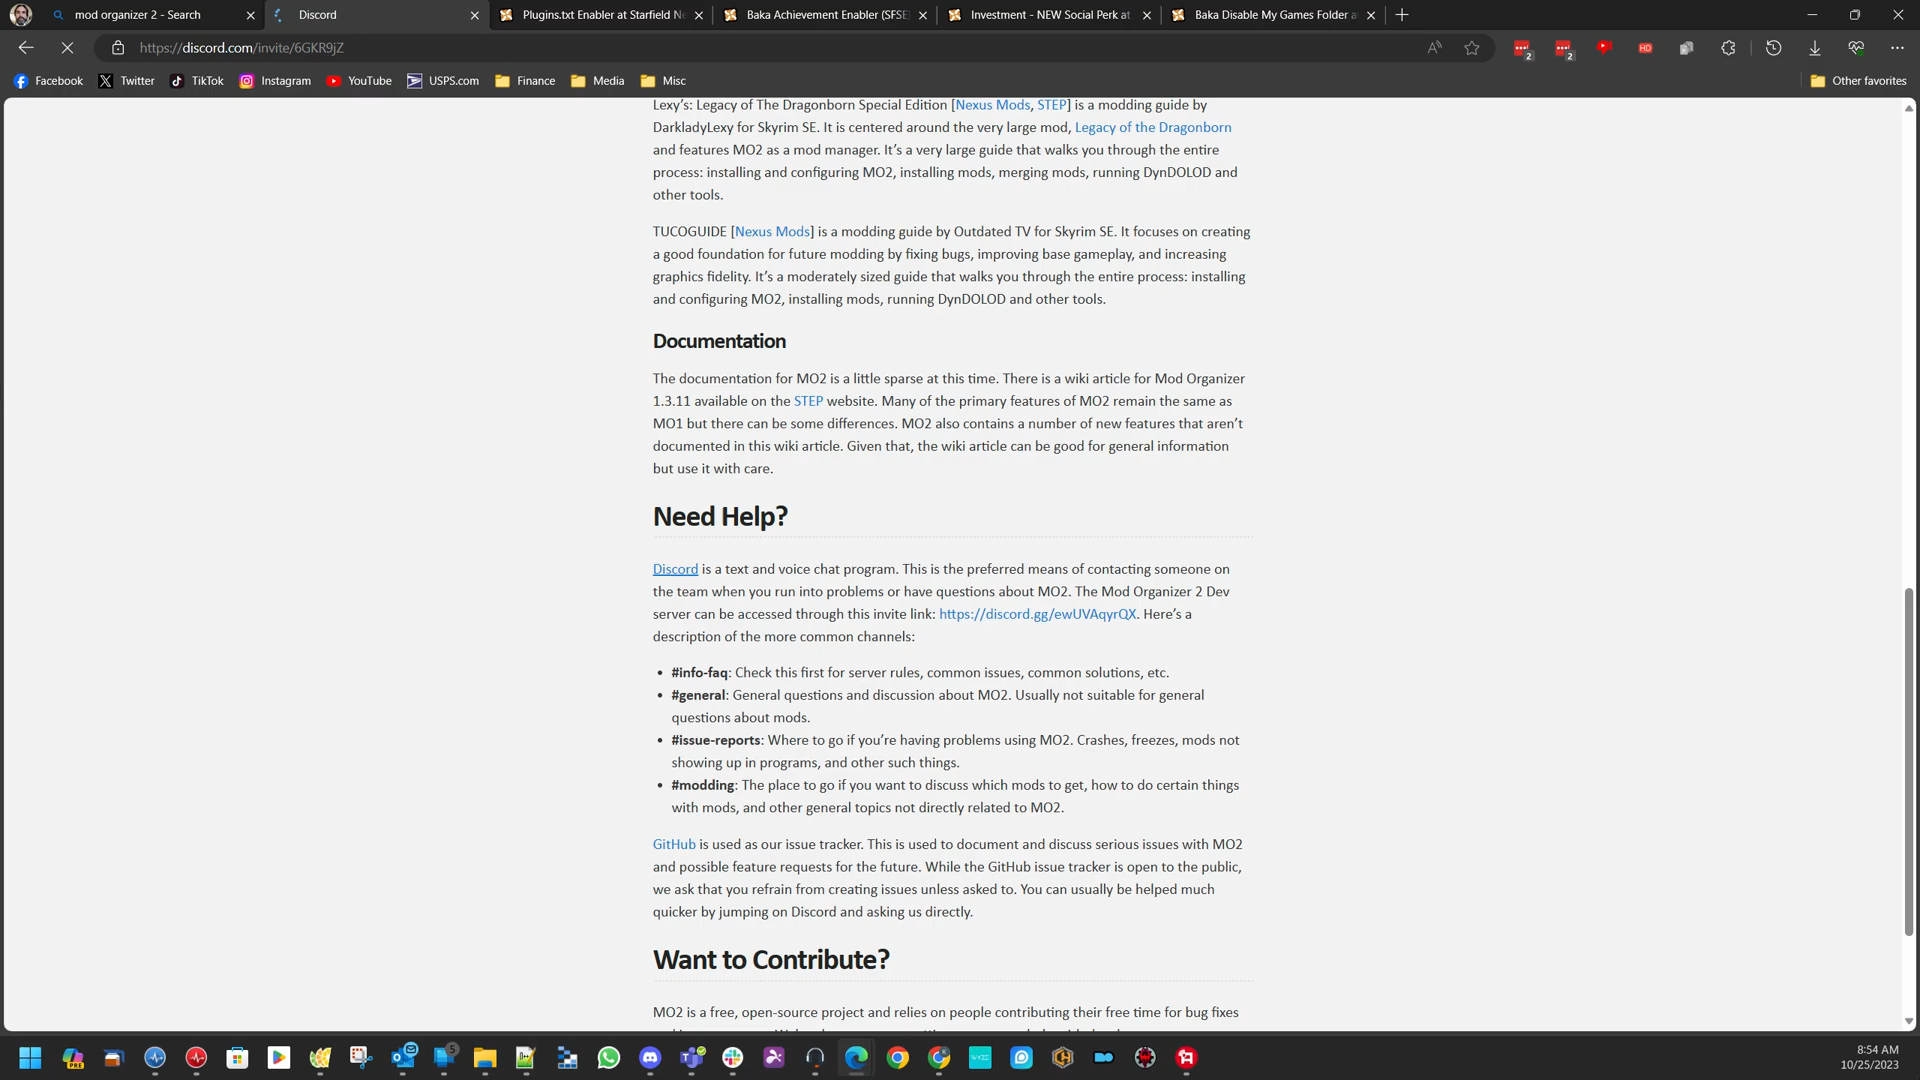 mod organizer 2 - Search
Discord
Plugins.txt Enabler at Starfield Ne
Baka Achievement Enabler (SFSE)
Investment - NEW Social Perk at
Baka Disable My Games Folder a
https://discord.com/invite/6GKR9jZ
2
2
HD
Facebook
Twitter
TikTok
Instagram
YouTube
USPS.com
Finance
Media
Misc
Other favorites
Lexy's: Legacy of The Dragonborn Special Edition [Nexus Mods, STEP] is a modding guide by
DarkladyLexy for Skyrim SE. It is centered around the very large mod, Legacy of the Dragonborn
and features MO2 as a mod manager. It's a very large guide that walks you through the entire
process: installing and configuring MO2, installing mods, merging mods, running DynDOLOD and
other tools.
TUCOGUIDE [Nexus Mods] is a modding guide by Outdated TV for Skyrim SE. It focuses on creating
a good foundation for future modding by fixing bugs, improving base gameplay, and increasing
graphics fidelity. It's a moderately sized guide that walks you through the entire process: installing
and configuring MO2, installing mods, running DynDOLOD and other tools.
Documentation
The documentation for MO2 is a little sparse at this time. There is a wiki article for Mod Organizer
1.3.11 available on the STEP website. Many of the primary features of MO2 remain the same as
MO1 but there can be some differences. MO2 also contains a number of new features that aren't
documented in this wiki article. Given that, the wiki article can be good for general information
but use it with care.
Need Help?
Discord is a text and voice chat program. This is the preferred means of contacting someone on
the team when you run into problems or have questions about MO2. The Mod Organizer 2 Dev
server can be accessed through this invite link: https://discord.gg/ewUVAqyrQX. Here's a
description of the more common channels:
• #info-faq: Check this first for server rules, common issues, common solutions, etc.
• #general: General questions and discussion about MO2. Usually not suitable for general
questions about mods.
• #issue-reports: Where to go if you're having problems using MO2. Crashes, freezes, mods not
showing up in programs, and other such things.
• #modding: The place to go if you want to discuss which mods to get, how to do certain things
with mods, and other general topics not directly related to MO2.
GitHub is used as our issue tracker. This is used to document and discuss serious issues with MO2
and possible feature requests for the future. While the GitHub issue tracker is open to the public,
we ask that you refrain from creating issues unless asked to. You can usually be helped much
quicker by jumping on Discord and asking us directly.
Want to Contribute?
MO2 is a free, open-source project and relies on people contributing their free time for bug fixes
PRE
5
WYZE
8:54 AM
10/25/2023